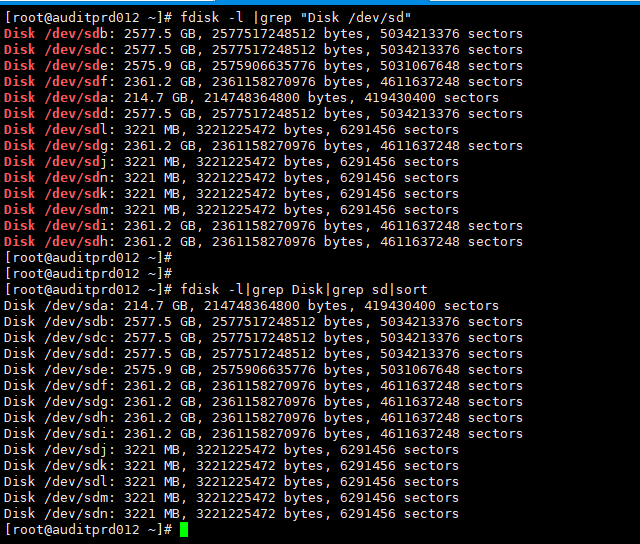 [root@auditprd012 ~]# fdisk -l |grep "Disk /dev/sd"
Disk /dev/sdb: 2577.5 GB, 2577517248512 bytes, 5034213376 sectors
Disk /dev/sdc: 2577.5 GB, 2577517248512 bytes, 5034213376 sectors
Disk /dev/sde: 2575.9 GB, 2575906635776 bytes, 5031067648 sectors
Disk /dev/sdf: 2361.2 GB, 2361158270976 bytes, 4611637248 sectors
Disk /dev/sda: 214.7 GB, 214748364800 bytes, 419430400 sectors
Disk /dev/sdd: 2577.5 GB, 2577517248512 bytes, 5034213376 sectors
Disk /dev/sdl: 3221 MB, 3221225472 bytes, 6291456 sectors
Disk /dev/sdg: 2361.2 GB, 2361158270976 bytes, 4611637248 sectors
Disk /dev/sdj: 3221 MB, 3221225472 bytes, 6291456 sectors
Disk /dev/sdn: 3221 MB, 3221225472 bytes, 6291456 sectors
Disk /dev/sdk: 3221 MB, 3221225472 bytes, 6291456 sectors
Disk /dev/sdm: 3221 MB, 3221225472 bytes, 6291456 sectors
Disk /dev/sdi: 2361.2 GB, 2361158270976 bytes, 4611637248 sectors
Disk /dev/sdh: 2361.2 GB, 2361158270976 bytes, 4611637248 sectors
[root@auditprd012 ~]#
[root@auditprd012 ~]#
[root@auditprd012 ~]# fdisk -l|grep Disk|grep sd|sort
Disk /dev/sda: 214.7 GB, 214748364800 bytes, 419430400 sectors
Disk /dev/sdb: 2577.5 GB, 2577517248512 bytes, 5034213376 sectors
Disk /dev/sdc: 2577.5 GB, 2577517248512 bytes, 5034213376 sectors
Disk /dev/sdd: 2577.5 GB, 2577517248512 bytes, 5034213376 sectors
Disk /dev/sde: 2575.9 GB, 2575906635776 bytes, 5031067648 sectors
Disk /dev/sdf: 2361.2 GB, 2361158270976 bytes, 4611637248 sectors
Disk /dev/sdg: 2361.2 GB, 2361158270976 bytes, 4611637248 sectors
Disk /dev/sdh: 2361.2 GB, 2361158270976 bytes, 4611637248 sectors
Disk /dev/sdi: 2361.2 GB, 2361158270976 bytes, 4611637248 sectors
Disk /dev/sdj: 3221 MB, 3221225472 bytes, 6291456 sectors
Disk /dev/sdk: 3221 MB, 3221225472 bytes, 6291456 sectors
Disk /dev/sdl: 3221 MB, 3221225472 bytes, 6291456 sectors
Disk /dev/sdm: 3221 MB, 3221225472 bytes, 6291456 sectors
Disk /dev/sdn: 3221 MB, 3221225472 bytes, 6291456 sectors
[root@auditprd012 ~]#